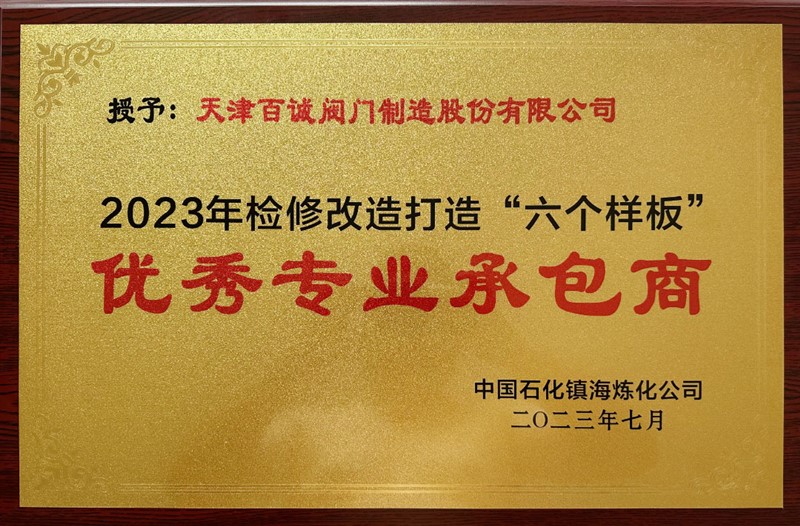 授予：天津百诚阀门制造股份有限公司
2023年检修改造打造“六个样板”
优秀专业承包商
中国石化镇海炼化公司
二〇二三年七月